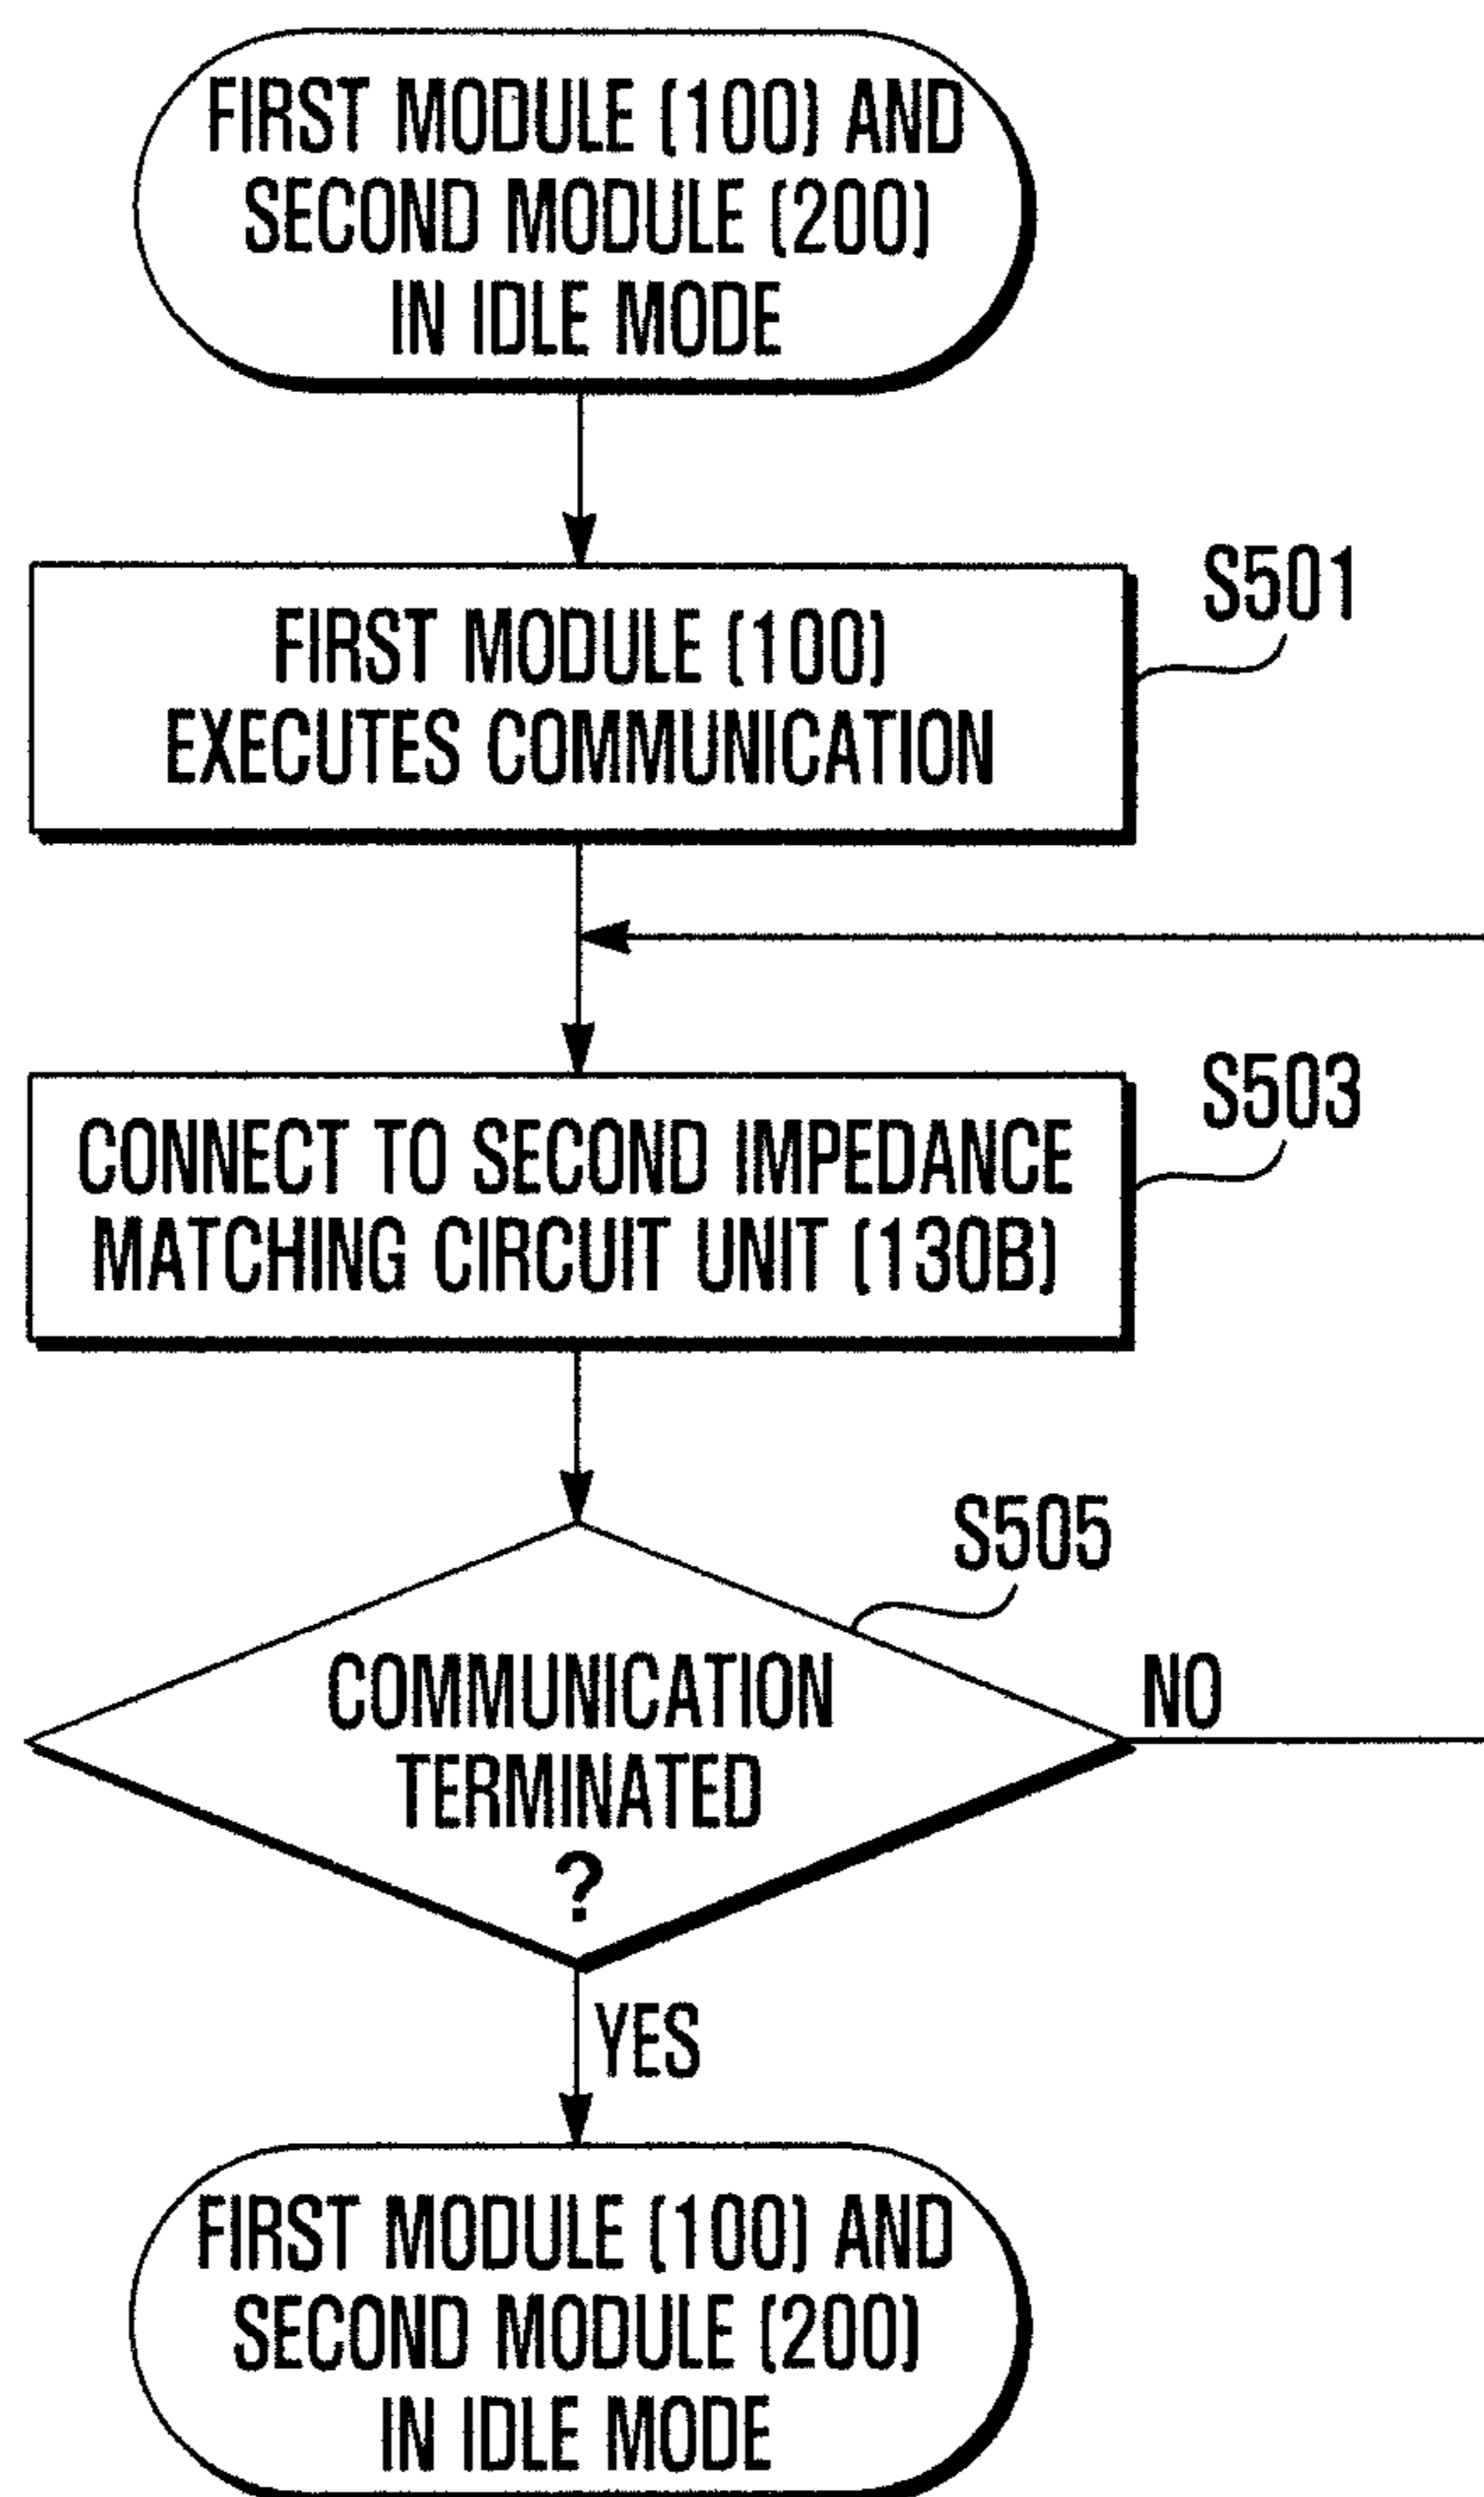 FIRST MODULE (100) AND
SECOND MODULE (200)
IN IDLE MODE
S501
FIRST MODULE (100)
EXECUTES COMMUNICATION
S503
CONNECT TO SECOND IMPEDANCE
MATCHING CIRCUIT UNIT (130B)
S505
COMMUNICATION
TERMINATED
?
NO
YES
FIRST MODULE (100) AND
SECOND MODULE (200)
IN IDLE MODE